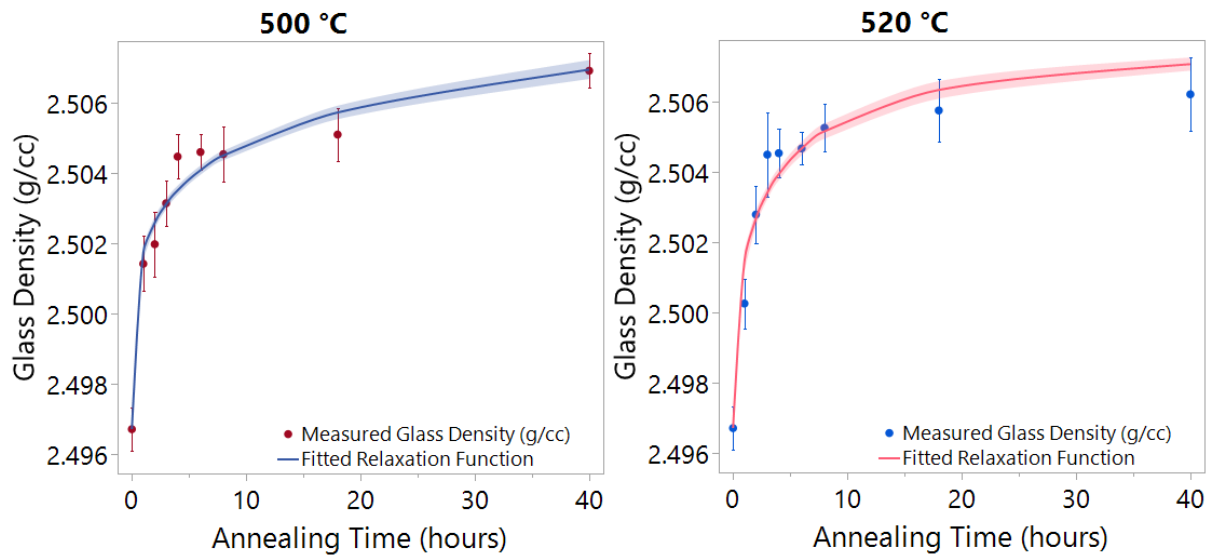 500 °C
Glass Density (g/cc)
2.506
2.504
2.502
2.500
2.498
2.496
Measured Glass Density (g/cc)
Fitted Relaxation Function
0
10
20
30
40
Annealing Time (hours)
520 °C
Glass Density (g/cc)
2.506
2.504
2.502
2.500
2.498
2.496
Measured Glass Density (g/cc)
Fitted Relaxation Function
0
10
20
30
40
Annealing Time (hours)